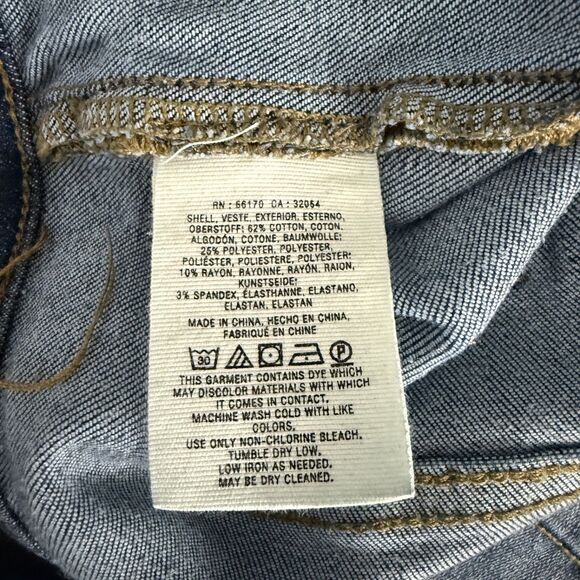 RN : 66170 CA : 32054
SHELL, VESTE, EXTERIOR, ESTERNO,
OBERSTOFF: 62% COTTON, COTON,
ALGODÓN, COTONE, BAUMWOLLE:
25% POLYESTER, POLYESTER,
POLIÉSTER, POLIESTERE, POLYESTER:
10% RAYON, RAYONNE, RAYÓN, RAION,
KUNSTSEIDE:
3% SPANDEX, ÉLASTHANNE, ELASTANO,
ELASTAN, ELASTAN
MADE IN CHINA, HECHO EN CHINA,
FABRIQUÉ EN CHINE
30 P
THIS GARMENT CONTAINS DYE WHICH
MAY DISCOLOR MATERIALS WITH WHICH
IT COMES IN CONTACT.
MACHINE WASH COLD WITH LIKE
COLORS.
USE ONLY NON-CHLORINE BLEACH.
TUMBLE DRY LOW.
LOW IRON AS NEEDED.
MAY BE DRY CLEANED.